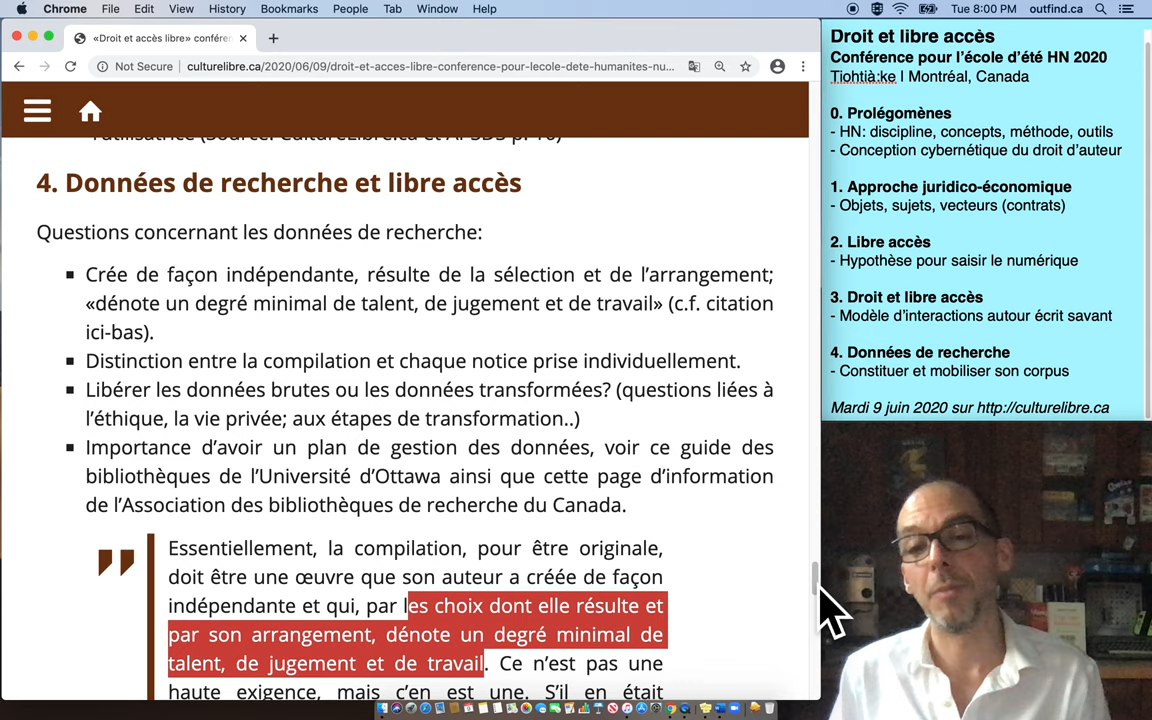 Chrome File Edit View History Bookmarks People Tab Window Help
Tue 8:00 PM outfind.ca
«Droit et accès libre» confére
Not Secure culturelibre.ca/2020/06/09/droit-et-acces-libre-conference-pour-lecole-dete-humanites-nu...
4. Données de recherche et libre accès
Questions concernant les données de recherche:
Crée de façon indépendante, résulte de la sélection et de l'arrangement;
«dénote un degré minimal de talent, de jugement et de travail» (c.f. citation
ici-bas).
Distinction entre la compilation et chaque notice prise individuellement.
Libérer les données brutes ou les données transformées? (questions liées à
l'éthique, la vie privée; aux étapes de transformation..)
Importance d'avoir un plan de gestion des données, voir ce guide des
bibliothèques de l'Université d'Ottawa ainsi que cette page d'information
de l'Association des bibliothèques de recherche du Canada.
Essentiellement, la compilation, pour être originale,
doit être une œuvre que son auteur a créée de façon
indépendante et qui, par les choix dont elle résulte et
par son arrangement, dénote un degré minimal de
talent, de jugement et de travail. Ce n'est pas une
haute exigence, mais c'en est une. S'il en était
Droit et libre accès
Conférence pour l'école d'été HN 2020
Tiohtià:ke I Montréal, Canada
0. Prolégomènes
- HN: discipline, concepts, méthode, outils
- Conception cybernétique du droit d'auteur
1. Approche juridico-économique
- Objets, sujets, vecteurs (contrats)
2. Libre accès
- Hypothèse pour saisir le numérique
3. Droit et libre accès
- Modèle d'interactions autour écrit savant
4. Données de recherche
- Constituer et mobiliser son corpus
Mardi 9 juin 2020 sur http://culturelibre.ca